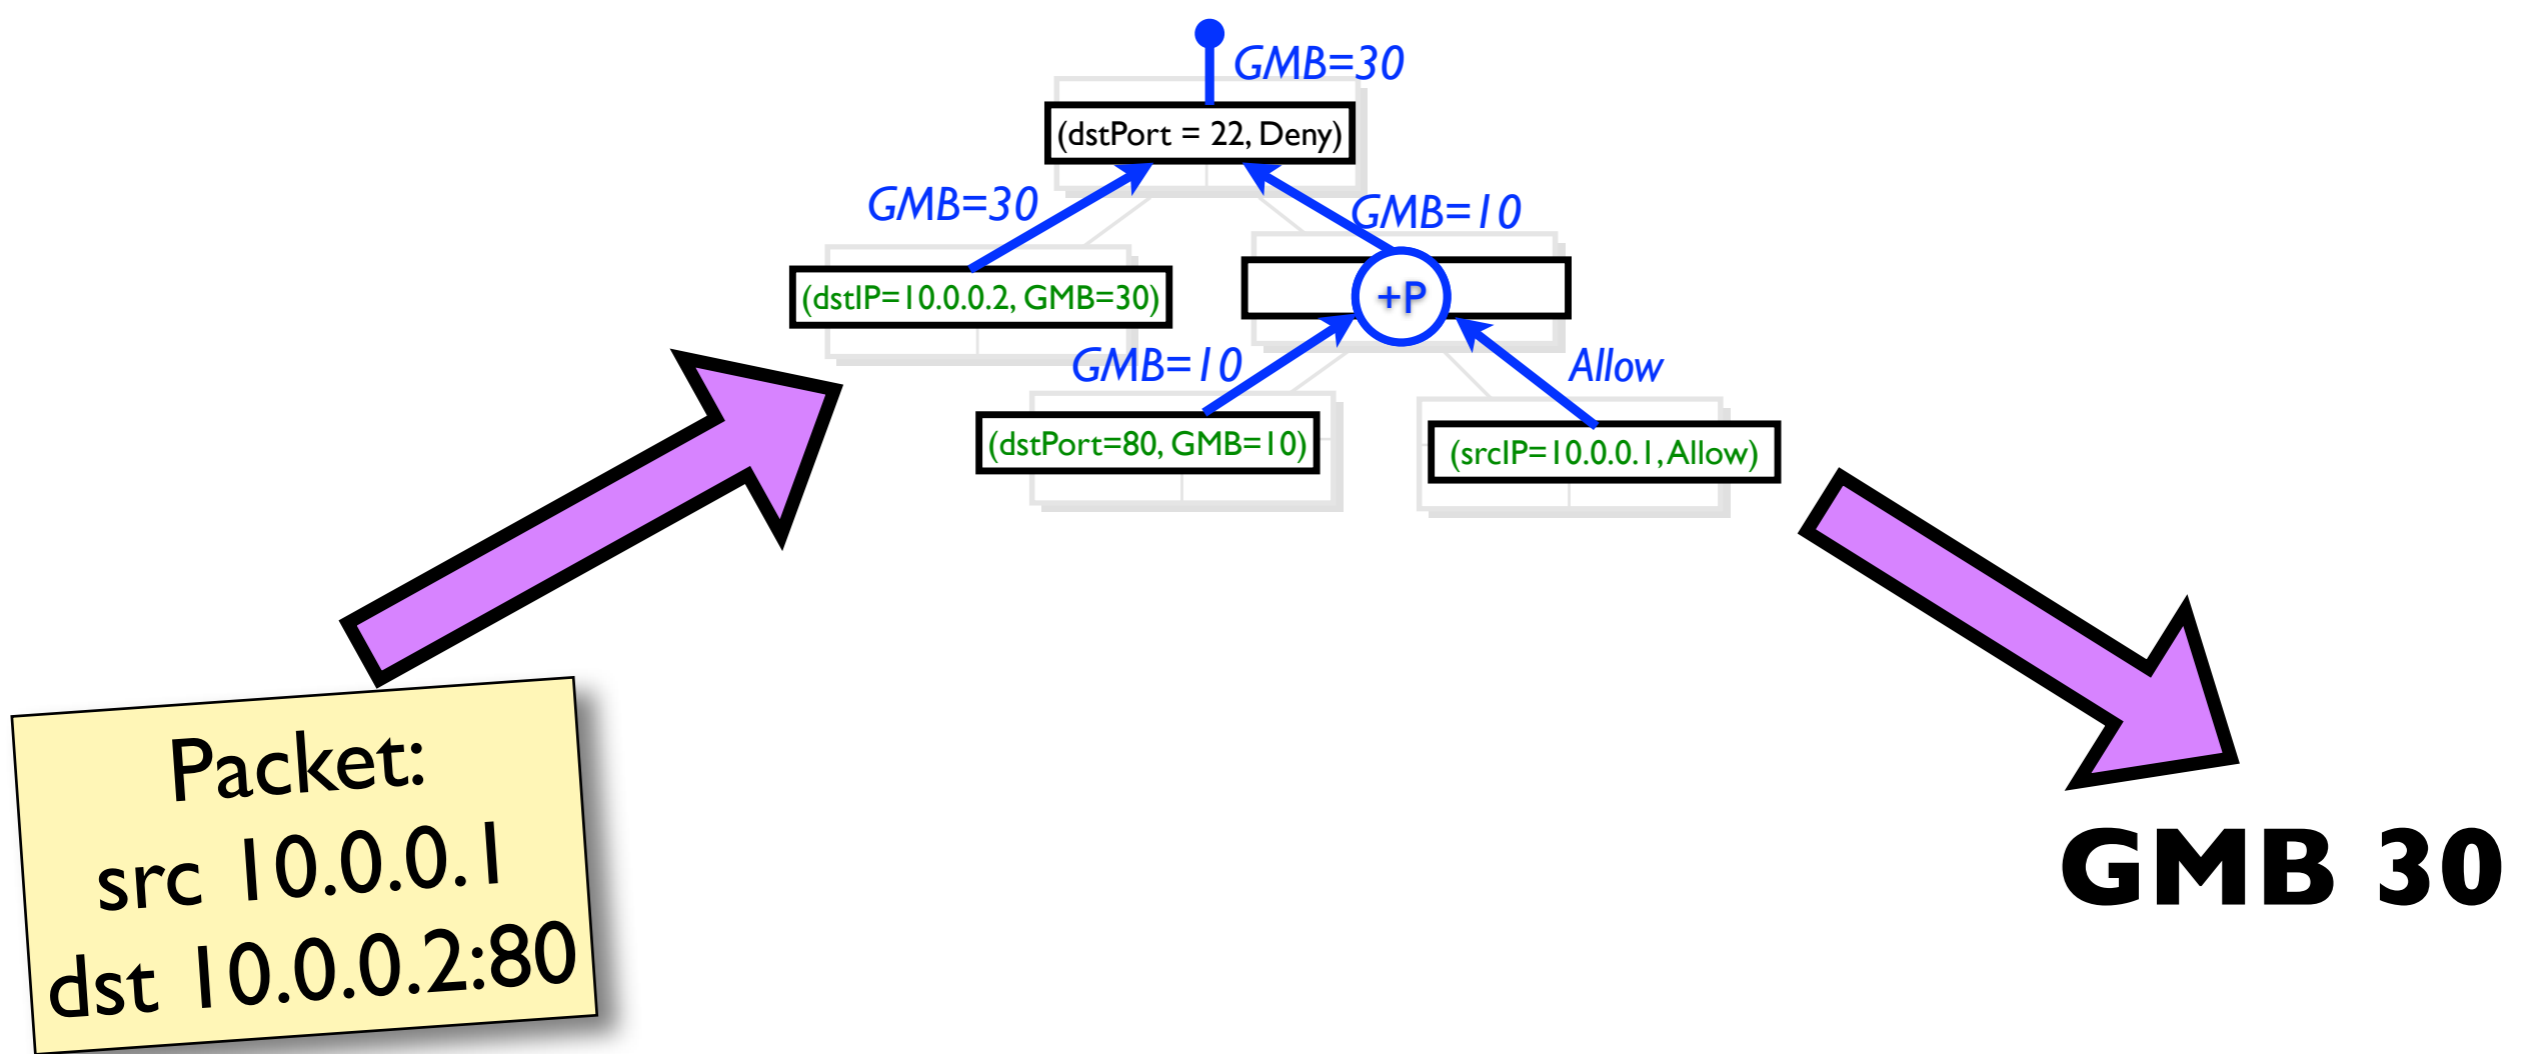 GMB=30
(dstPort = 22, Deny)
GMB=30
GMB=10
(dstIP=10.0.0.2, GMB=30)
+P
GMB=10
Allow
(dstPort=80, GMB=10)
(srcIP=10.0.0.1, Allow)
Packet:
src 10.0.0.1
dst 10.0.0.2:80
GMB 30